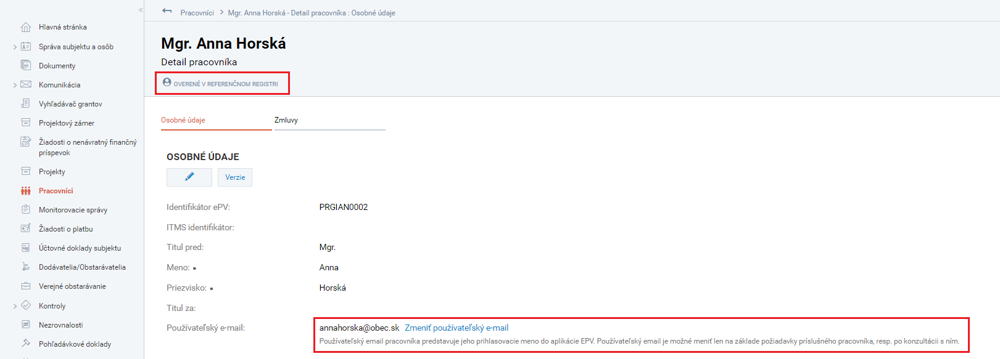 Hlavná stránka
Správa subjektu a osôb
Dokumenty
Komunikácia
Vyhľadávač grantov
Projektový zámer
Žiadosti o nenávratný finančný
príspevok
Projekty
Pracovníci
Monitorovacie správy
Žiadosti o platbu
Účtovné doklady subjektu
Dodávatelia/Obstarávatelia
Verejné obstarávanie
Kontroly
Nezrovnalosti
Pohľadávkové doklady
Pracovníci > Mgr. Anna Horská - Detail pracovníka : Osobné údaje
Mgr. Anna Horská
Detail pracovníka
OVERENÉ V REFERENČNOM REGISTRI
Osobné údaje Zmluvy
OSOBNÉ ÚDAJE
Verzie
Identifikátor ePV: PRGIAN0002
ITMS identifikátor:
Titul pred: Mgr.
Meno: Anna
Priezvisko: Horská
Titul za:
Používateľský e-mail: annahorska@obec.sk Zmeniť používateľský e-mail
Používateľský email pracovníka predstavuje jeho prihlasovacie meno do aplikácie EPV. Používateľský email je možné meniť len na základe požiadavky príslušného pracovníka, resp. po konzultácii s ním.